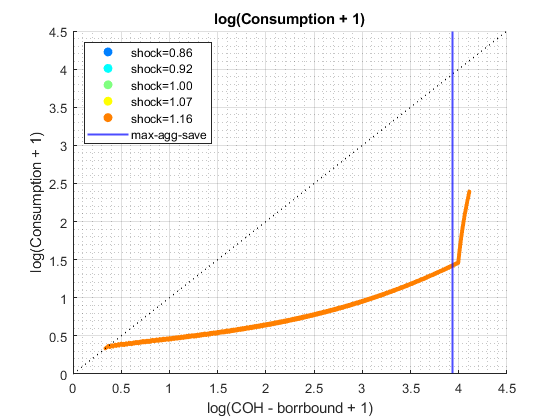 log(Consumption + 1)
4.5
4
3.5
3
2.5
2
1.5
1
0.5
0
log(Consumption + 1)
shock=0.86
shock=0.92
shock=1.00
shock=1.07
shock=1.16
max-agg-save
0 0.5 1 1.5 2 2.5 3 3.5 4 4.5
log(COH - borrbound + 1)